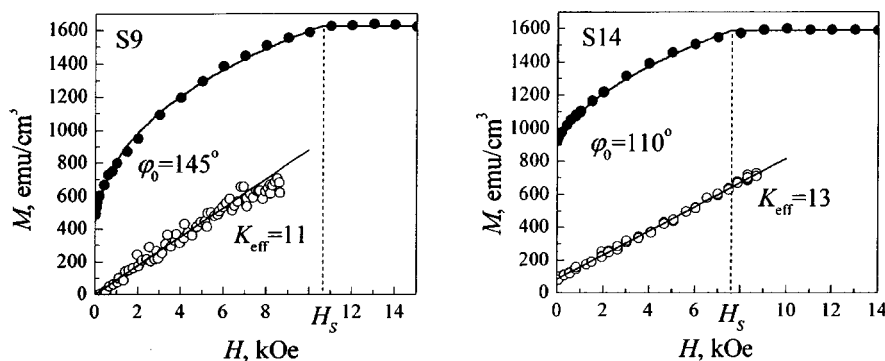 S9
1600
1400
1200
1000
800
600
400
200
0
M, emu/cm³
φ₀=145°
K_eff=11
0 2 4 6 8 10 12 14
H_S
H, kOe
S14
1600
1400
1200
1000
800
600
400
200
0
M, emu/cm³
φ₀=110°
K_eff=13
0 2 4 6 8 10 12 14
H_S
H, kOe